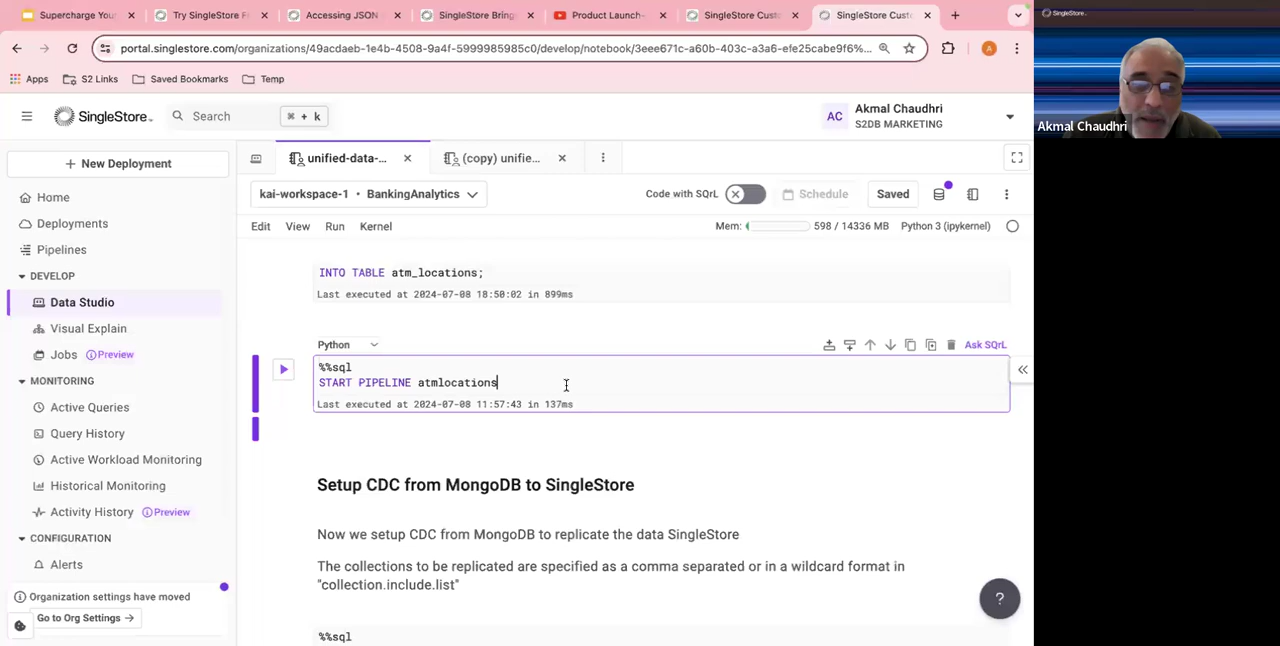 Supercharge Your
Try SingleStore F
Accessing JSON
SingleStore Bring
Product Launch-
SingleStore Cust
SingleStore Cust
portal.singlestore.com/organizations/49acdaeb-1e4b-4508-9a4f-5999985985c0/develop/notebook/3eee671c-a60b-403c-a3a6-efe25cabe9f6%...
A
Apps
S2 Links
Saved Bookmarks
Temp
SingleStore
Search
⌘ + k
AC
Akmal Chaudhri
S2DB MARKETING
+ New Deployment
Home
Deployments
Pipelines
DEVELOP
Data Studio
Visual Explain
Jobs
Preview
MONITORING
Active Queries
Query History
Active Workload Monitoring
Historical Monitoring
Activity History
Preview
CONFIGURATION
Alerts
Organization settings have moved
Go to Org Settings →
unified-data-...
(copy) unifie...
kai-workspace-1 • BankingAnalytics
Code with SQrL
Schedule
Saved
Edit
View
Run
Kernel
Mem:
598 / 14336 MB
Python 3 (ipykernel)
INTO TABLE atm_locations;
Last executed at 2024-07-08 18:50:02 in 899ms
Python
Ask SQrL
%%sql
START PIPELINE atmlocations
Last executed at 2024-07-08 11:57:43 in 137ms
Setup CDC from MongoDB to SingleStore
Now we setup CDC from MongoDB to replicate the data SingleStore
The collections to be replicated are specified as a comma separated or in a wildcard format in
"collection.include.list"
%%sql
?
SingleStore
Akmal Chaudhri